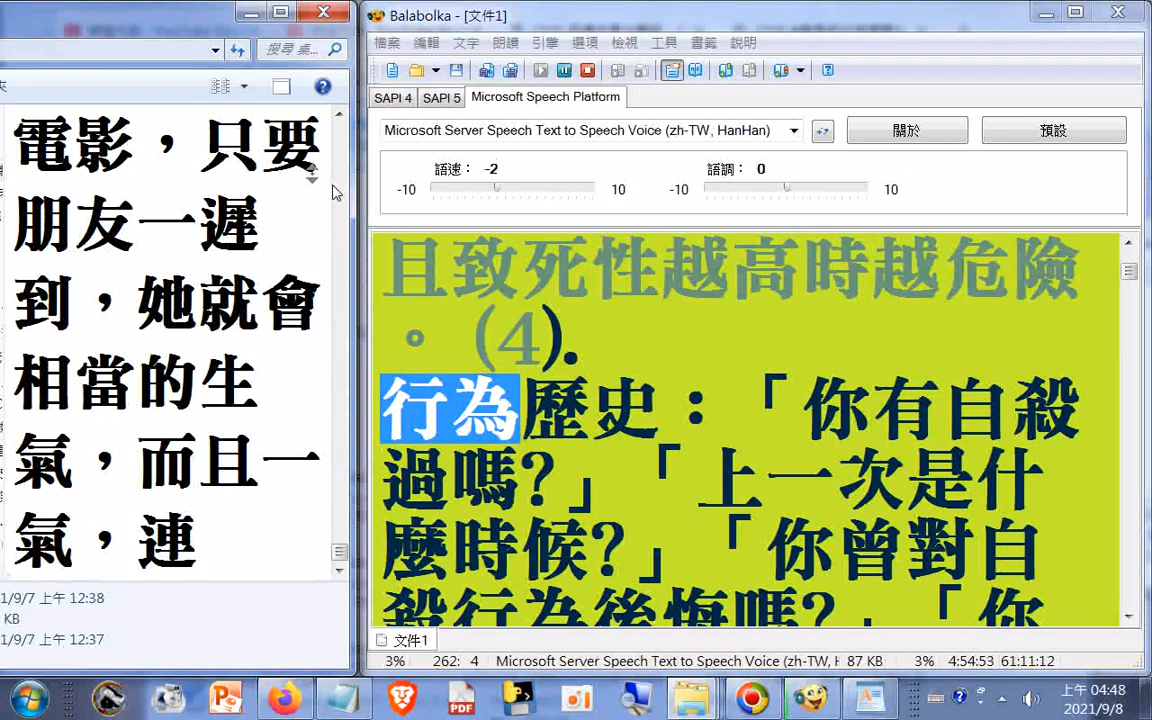 搜尋 桌...
電影，只要
朋友一遲
到，她就會
相當的生
氣，而且一
氣，連
1/9/7 上午 12:38
KB
1/9/7 上午 12:37
Balabolka - [文件1]
檔案 編輯 文字 朗讀 引擎 選項 檢視 工具 書籤 說明
SAPI 4 SAPI 5 Microsoft Speech Platform
Microsoft Server Speech Text to Speech Voice (zh-TW, HanHan) 關於 預設
語速： -2 語調： 0
-10 10 -10 10
且致死性越高時越危險
。 (4).
行為歷史：「你有自殺
過嗎?」「上一次是什
麼時候?」「你曾對自
殺行為後悔嗎?」「你
文件1
3% 262: 4 Microsoft Server Speech Text to Speech Voice (zh-TW, H 87 KB 3% 4:54:53 61:11:12
PDF
上午 04:48
2021/9/8